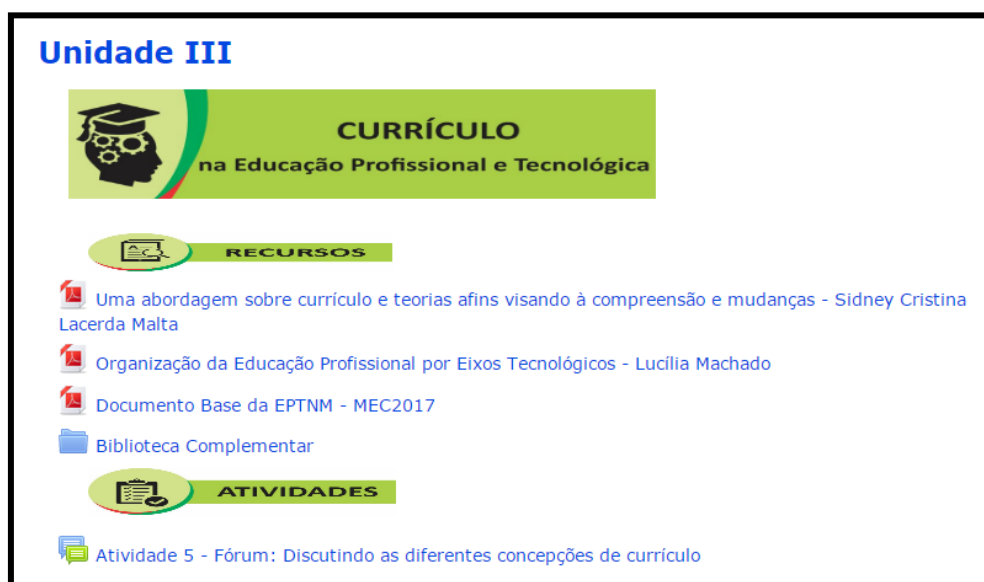 Unidade III
CURRÍCULO
na Educação Profissional e Tecnológica
RECURSOS
Uma abordagem sobre currículo e teorias afins visando à compreensão e mudanças - Sidney Cristina
Lacerda Malta
Organização da Educação Profissional por Eixos Tecnológicos - Lucília Machado
Documento Base da EPTNM - MEC2017
Biblioteca Complementar
ATIVIDADES
Atividade 5 - Fórum: Discutindo as diferentes concepções de currículo